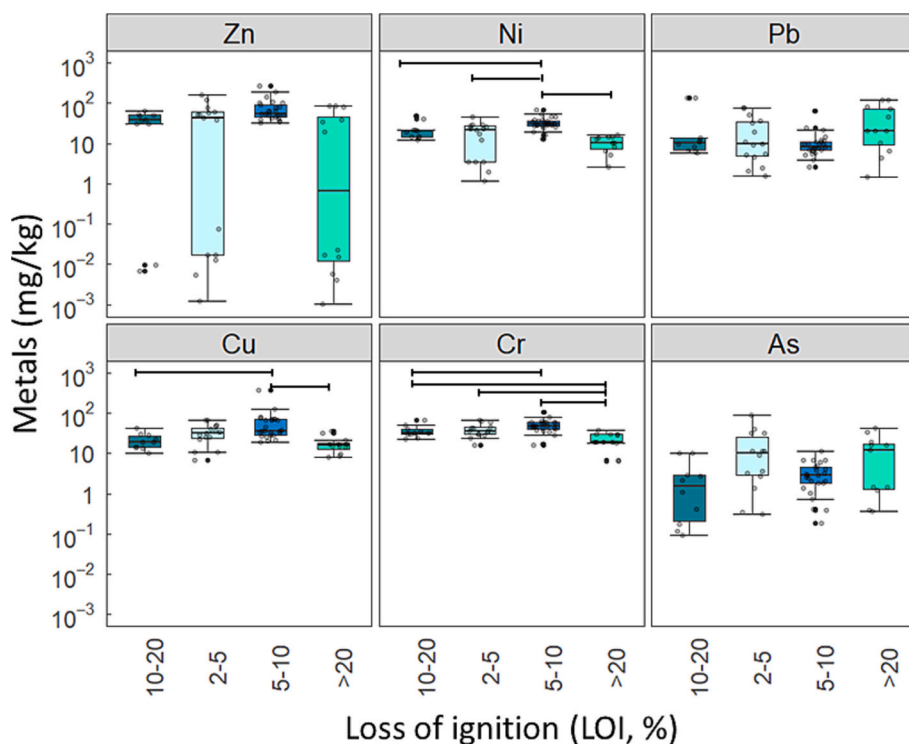 Zn Ni Pb
10³
10²
10
1
10⁻¹
10⁻²
10⁻³
Cu Cr As
10³
10²
10
1
10⁻¹
10⁻²
10⁻³
Metals (mg/kg)
10-20 2-5 5-10 >20 10-20 2-5 5-10 >20 10-20 2-5 5-10 >20
Loss of ignition (LOI, %)